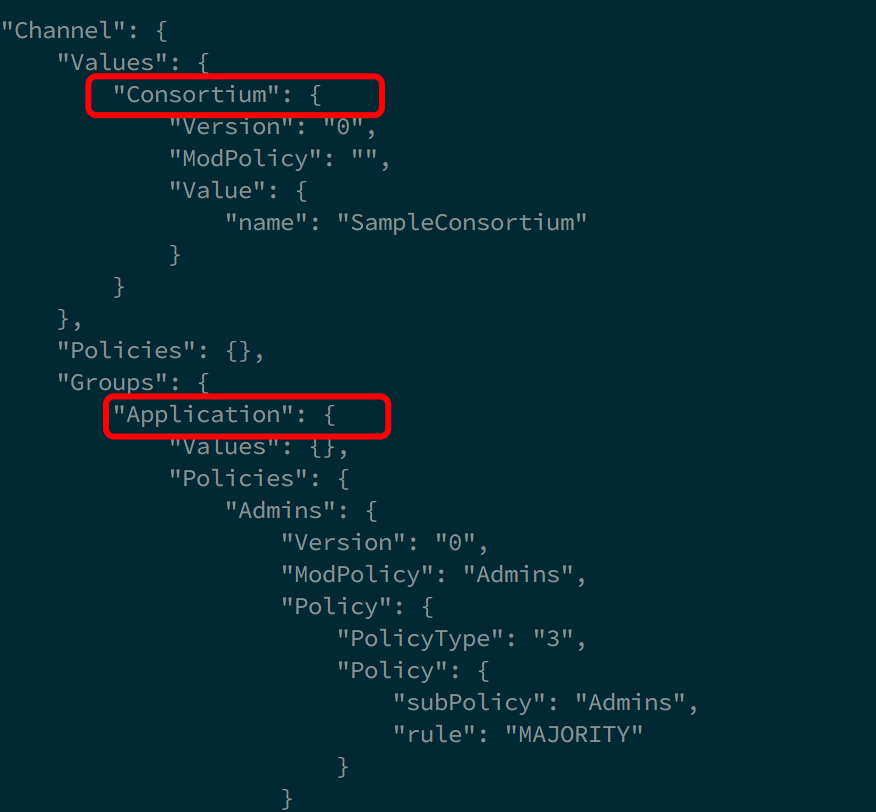 "Channel": {
    "Values": {
        "Consortium": {
            "Version": "0",
            "ModPolicy": "",
            "Value": {
                "name": "SampleConsortium"
            }
        }
    },
    "Policies": {},
    "Groups": {
        "Application": {
            "Values": {},
            "Policies": {
                "Admins": {
                    "Version": "0",
                    "ModPolicy": "Admins",
                    "Policy": {
                        "PolicyType": "3",
                        "Policy": {
                            "subPolicy": "Admins",
                            "rule": "MAJORITY"
                        }
                    }